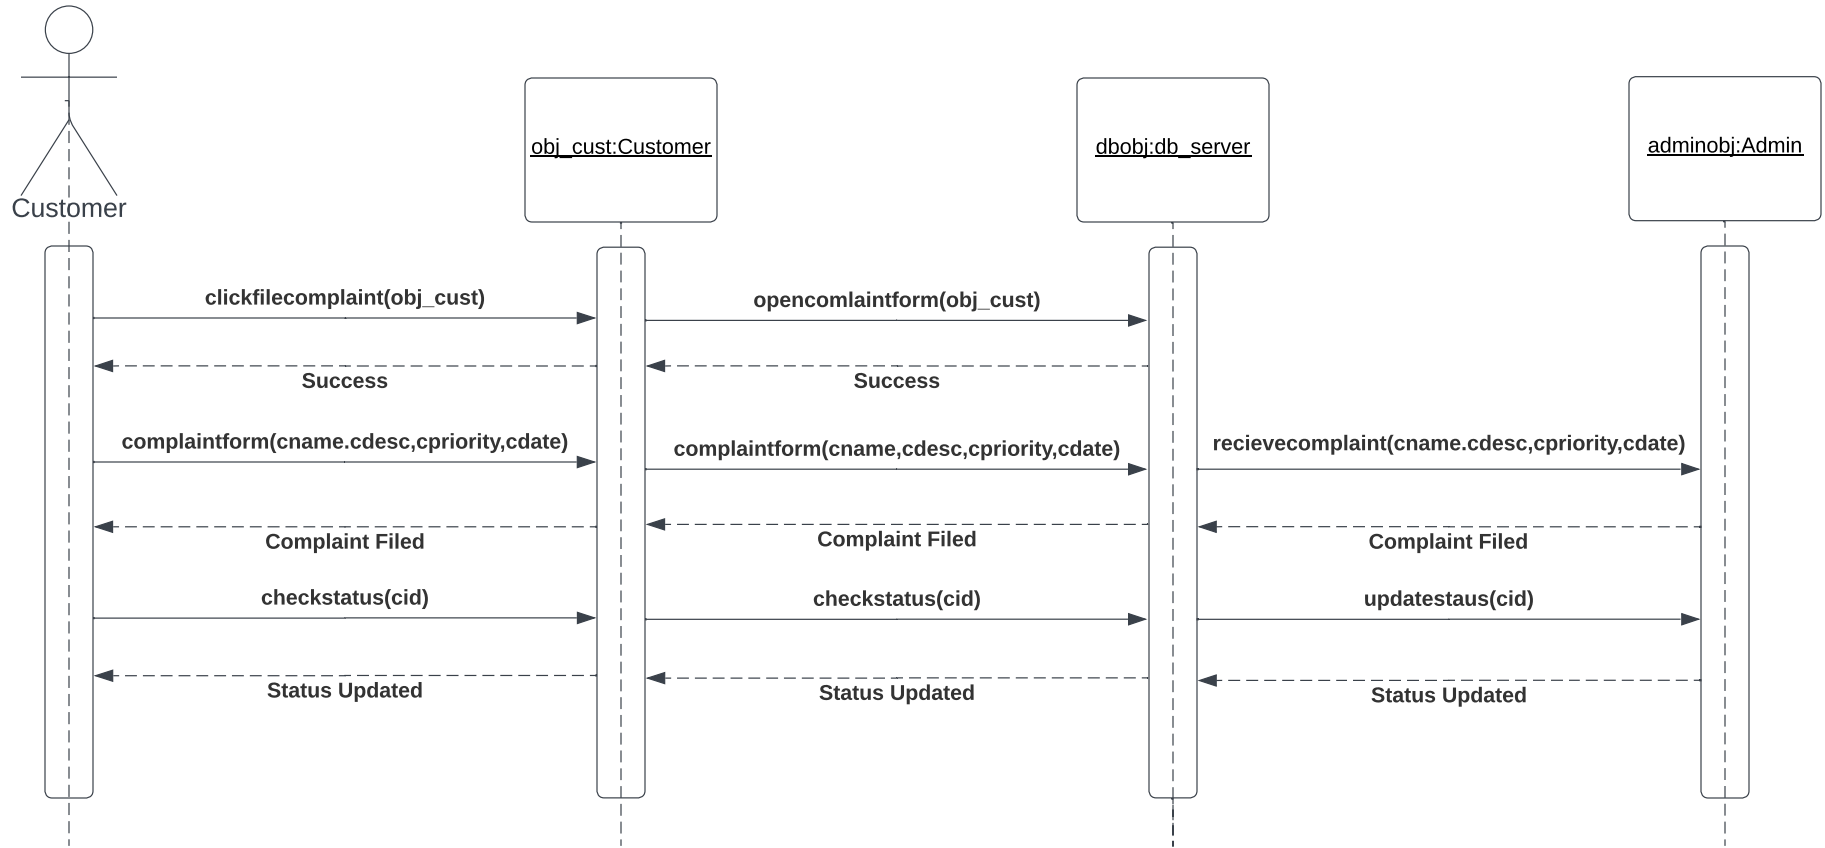 Customer
obj_cust:Customer
dbobj:db_server
adminobj:Admin
clickfilecomplaint(obj_cust)
opencomlaintform(obj_cust)
Success
Success
complaintform(cname.cdesc,cpriority,cdate)
complaintform(cname,cdesc,cpriority,cdate)
recievecomplaint(cname.cdesc,cpriority,cdate)
Complaint Filed
Complaint Filed
Complaint Filed
checkstatus(cid)
checkstatus(cid)
updatestaus(cid)
Status Updated
Status Updated
Status Updated